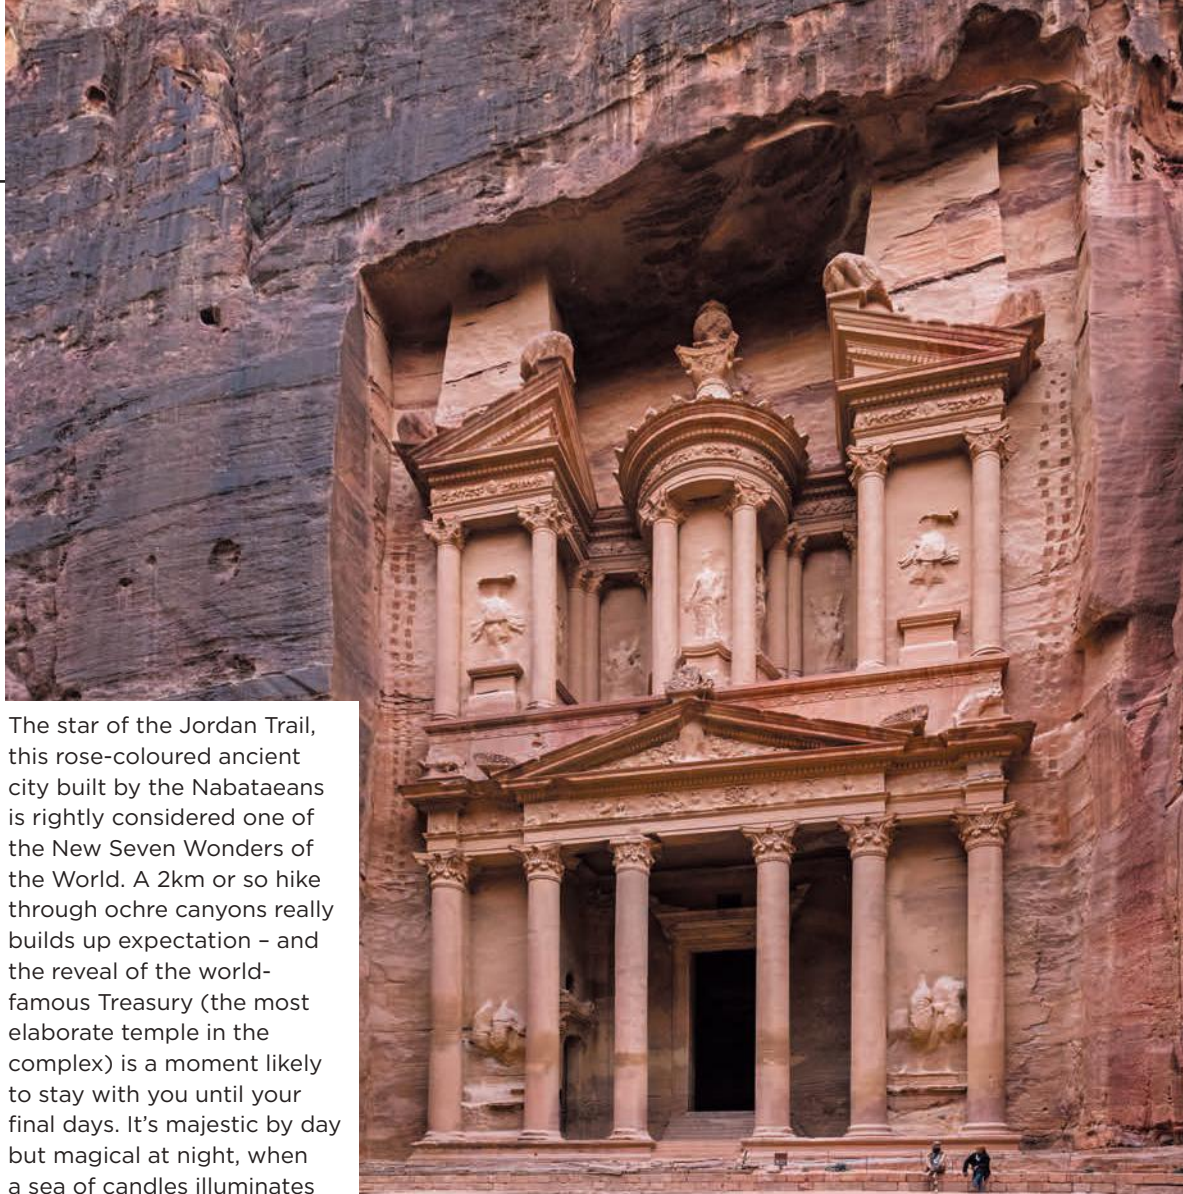 The star of the Jordan Trail,
this rose-coloured ancient
city built by the Nabataeans
is rightly considered one of
the New Seven Wonders of
the World. A 2km or so hike
through ochre canyons really
builds up expectation – and
the reveal of the world-
famous Treasury (the most
elaborate temple in the
complex) is a moment likely
to stay with you until your
final days. It’s majestic by day
but magical at night, when
a sea of candles illuminates